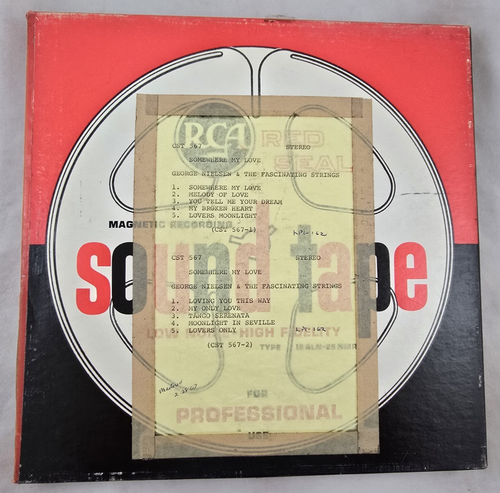 RCA RED
SEAL
CST 567 STEREO
SOMEWHERE MY LOVE
GEORGE NIELSEN & THE FASCINATING STRINGS
1. SOMEWHERE MY LOVE
2. MELODY OF LOVE
3. YOU TELL ME YOUR DREAM
4. MY BROKEN HEART
5. LOVERS MOONLIGHT
MAGNETIC RECORDING
(CST 567-1)
sound tape
CST 567 STEREO
SOMEWHERE MY LOVE
GEORGE NIELSEN & THE FASCINATING STRINGS
1. LOVING YOU THIS WAY
2. MY ONLY LOVE
3. TANGO SERENATA
4. MOONLIGHT IN SEVILLE
5. LOVERS ONLY
LOW NOISE HIGH FIDELITY
TYPE
(CST 567-2)
FOR
PROFESSIONAL
USE